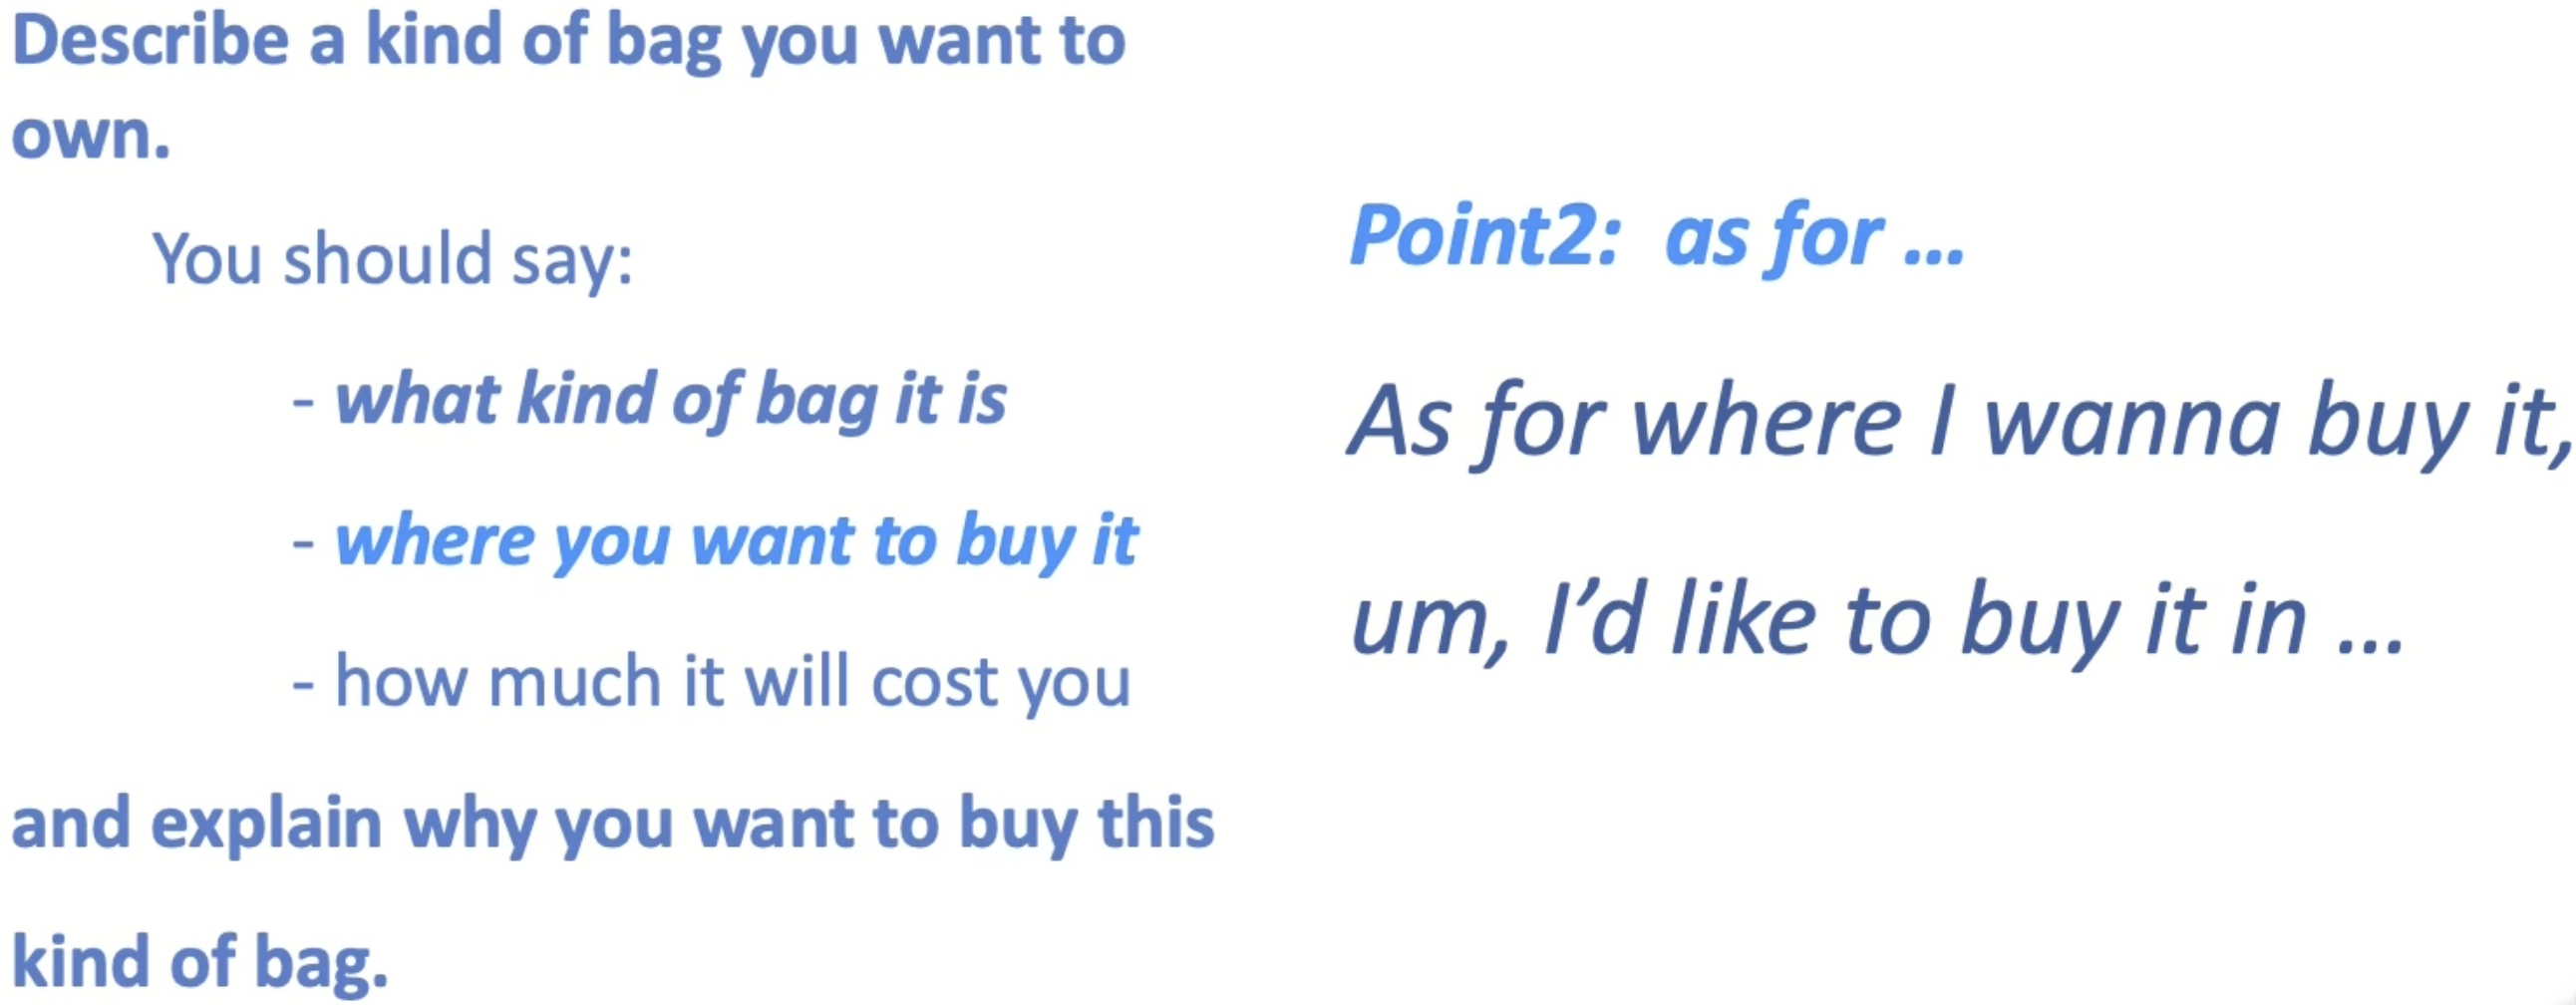 Describe a kind of bag you want to
own.
You should say:
- what kind of bag it is
- where you want to buy it
- how much it will cost you
and explain why you want to buy this
kind of bag.
Point2: as for ...
As for where I wanna buy it,
um, I’d like to buy it in ...